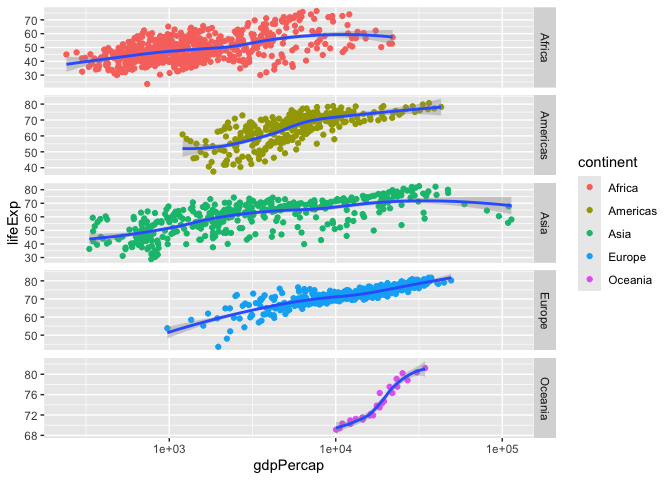 70
60
50
40
30
Africa
80
70
60
50
40
Americas
80
70
60
50
40
30
Asia
80
70
60
50
Europe
80
76
72
68
Oceania
lifeExp
1e+03
1e+04
1e+05
gdpPercap
continent
Africa
Americas
Asia
Europe
Oceania